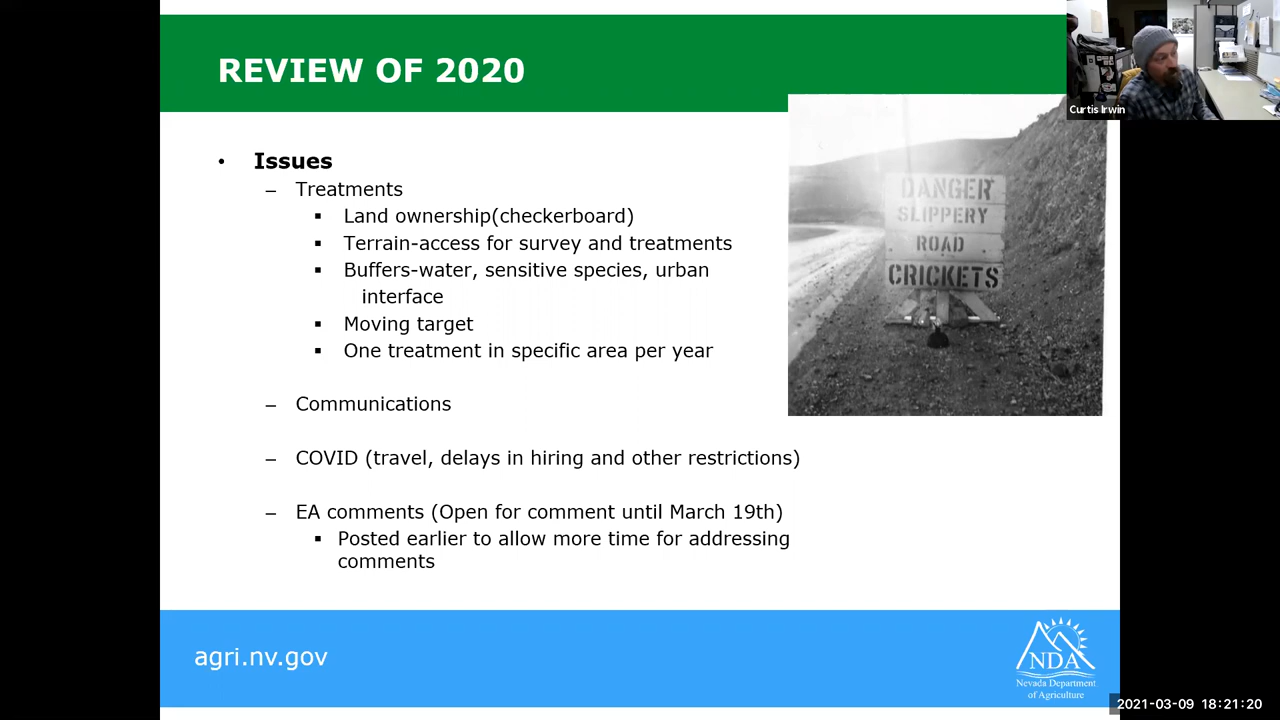 REVIEW OF 2020
Curtis Irwin
• Issues
– Treatments
▪ Land ownership(checkerboard)
▪ Terrain-access for survey and treatments
▪ Buffers-water, sensitive species, urban
interface
▪ Moving target
▪ One treatment in specific area per year
– Communications
– COVID (travel, delays in hiring and other restrictions)
– EA comments (Open for comment until March 19th)
▪ Posted earlier to allow more time for addressing
comments
DANGER
SLIPPERY
ROAD
CRICKETS
agri.nv.gov
NDA
Nevada Department
of Agriculture
2021-03-09 18:21:20